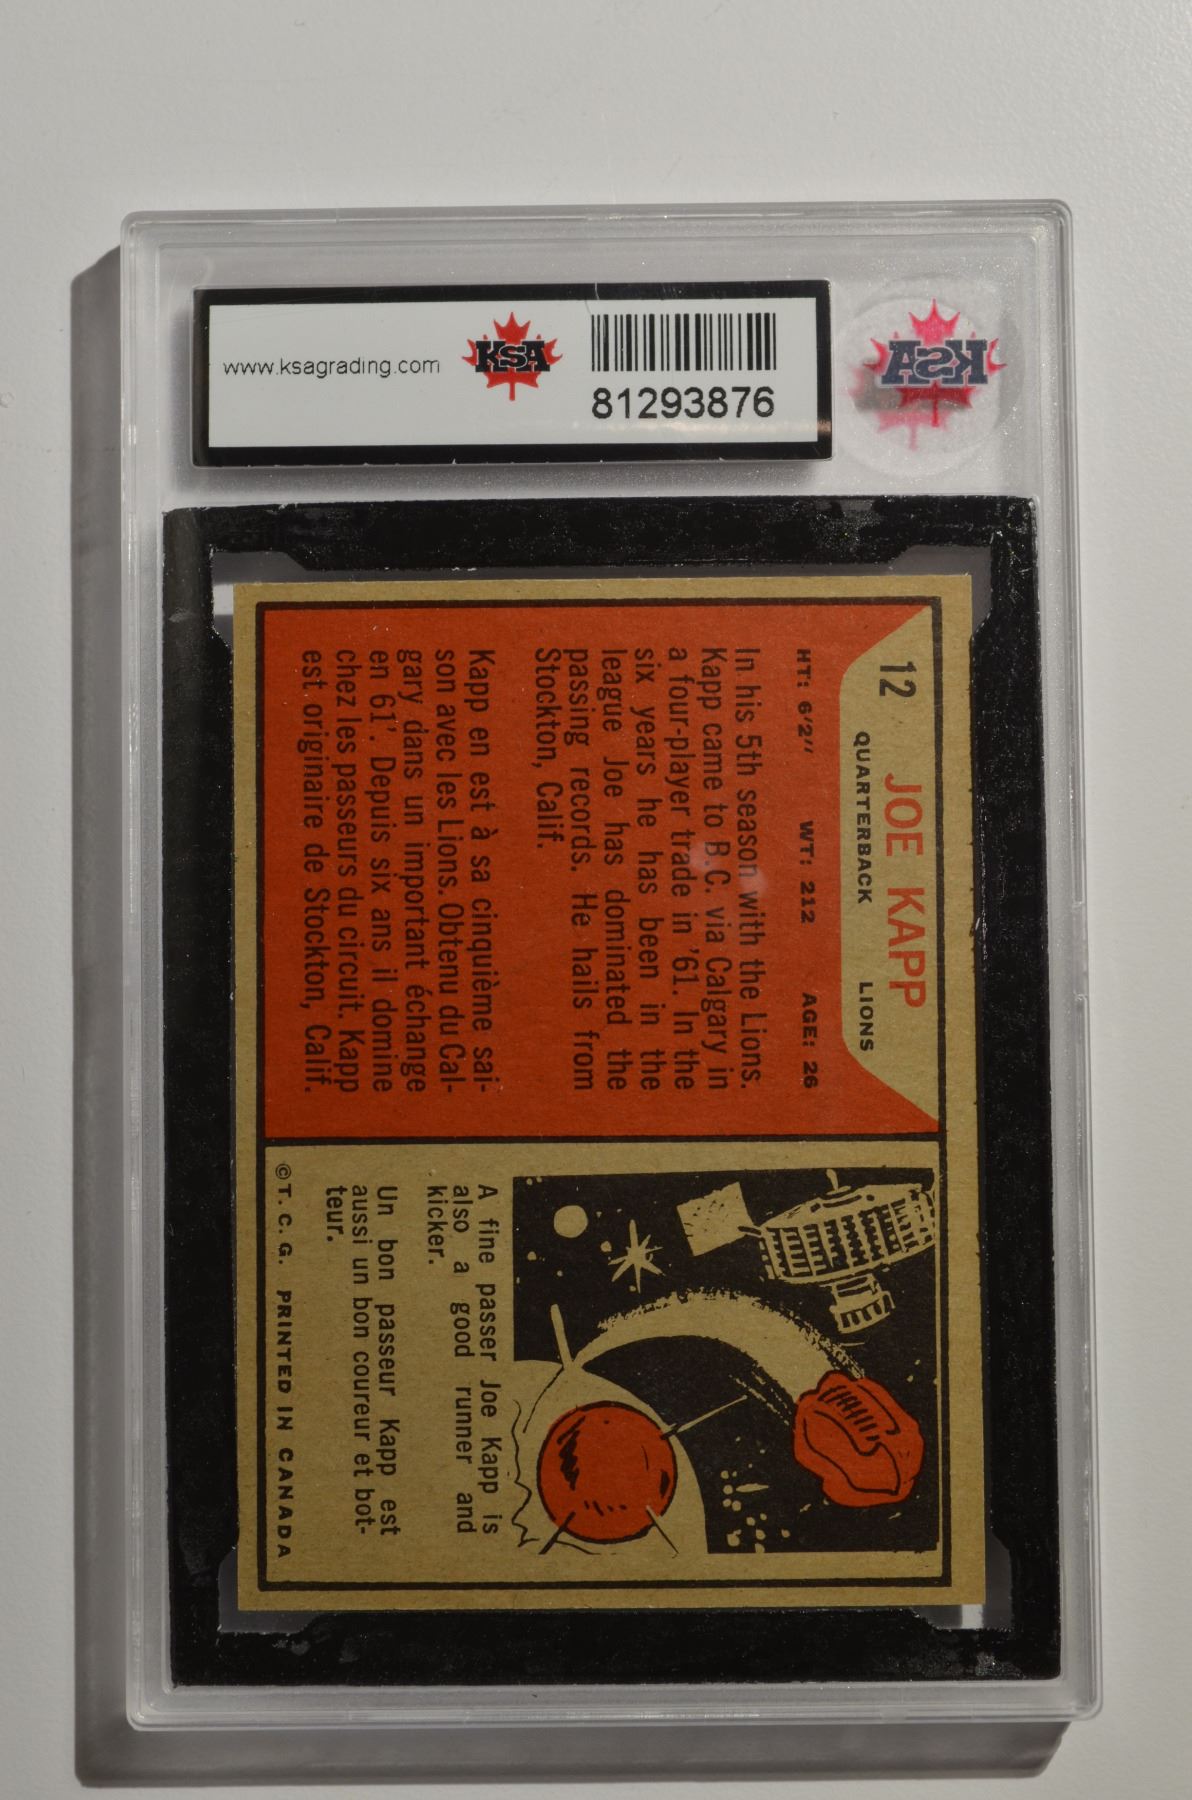 www.ksagrading.com
KSA
81293876
KSA
12 JOE KAPP
QUARTERBACK LIONS
HT: 6'2'' WT: 212 AGE: 26
In his 5th season with the Lions.
Kapp came to B.C. via Calgary in
a four-player trade in '61. In the
six years he has been in the
league Joe has dominated the
passing records. He hails from
Stockton, Calif.
Kapp en est à sa cinquième sai-
son avec les Lions. Obtenu du Cal-
gary dans un important échange
en 61'. Depuis six ans il domine
chez les passeurs du circuit. Kapp
est originaire de Stockton, Calif.
A fine passer Joe Kapp is
also a good runner and
kicker.
Un bon passeur Kapp est
aussi un bon coureur et bot-
teur.
©T.C.G. PRINTED IN CANADA